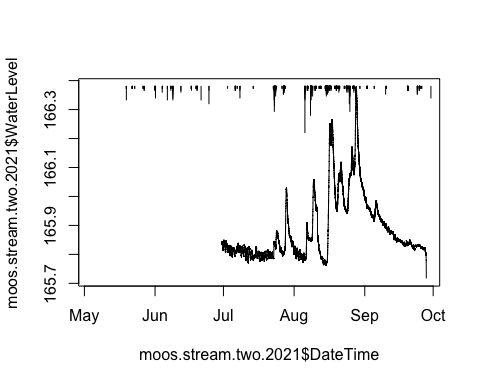 moos.stream.two.2021$WaterLevel
166.3
166.1
165.9
165.7
May Jun Jul Aug Sep Oct
moos.stream.two.2021$DateTime